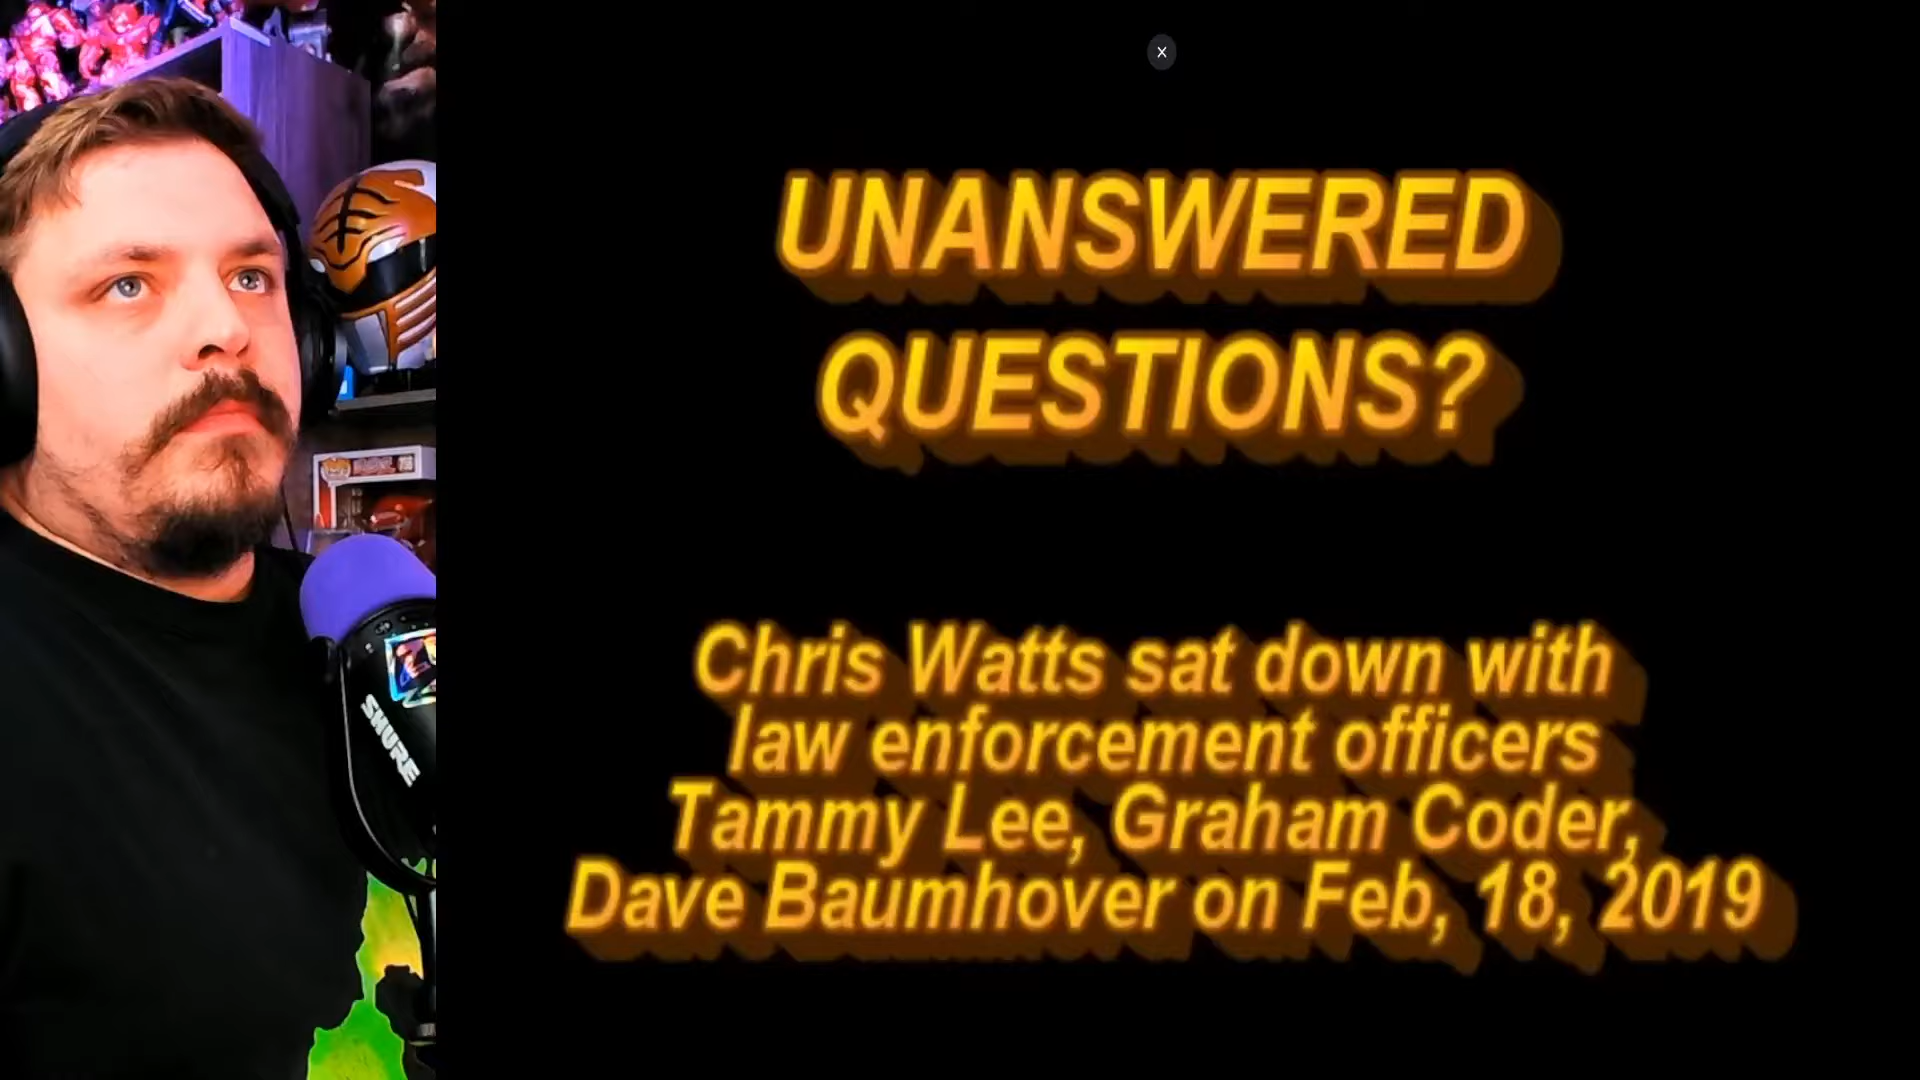 UNANSWERED
QUESTIONS?
Chris Watts sat down with
law enforcement officers
Tammy Lee, Graham Coder,
Dave Baumhover on Feb, 18, 2019
MARVEL
SHURE